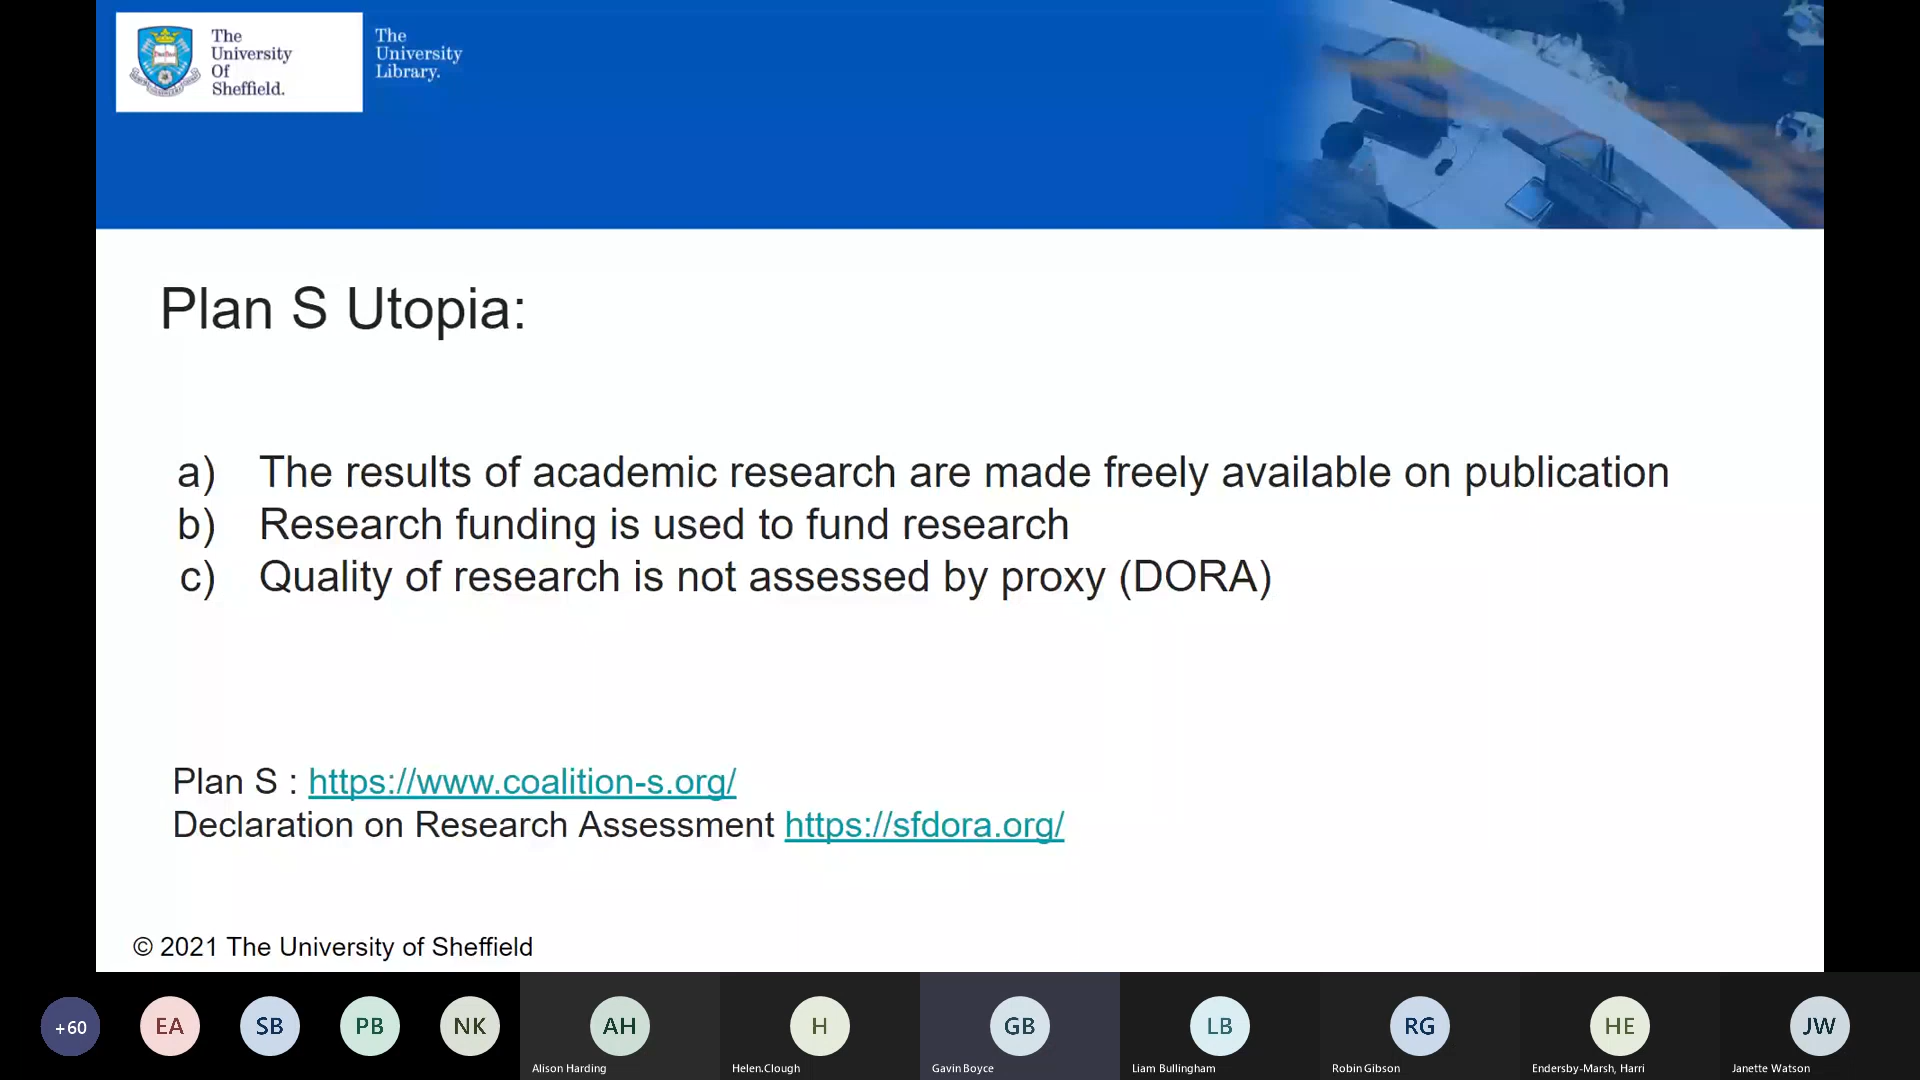 The
University
Of
Sheffield.
The
University
Library.
Plan S Utopia:
a) The results of academic research are made freely available on publication
b) Research funding is used to fund research
c) Quality of research is not assessed by proxy (DORA)
Plan S : https://www.coalition-s.org/
Declaration on Research Assessment https://sfdora.org/
© 2021 The University of Sheffield
+60
EA
SB
PB
NK
AH
H
GB
LB
RG
HE
JW
Alison Harding
Helen.Clough
Gavin Boyce
Liam Bullingham
Robin Gibson
Endersby-Marsh, Harri
Janette Watson